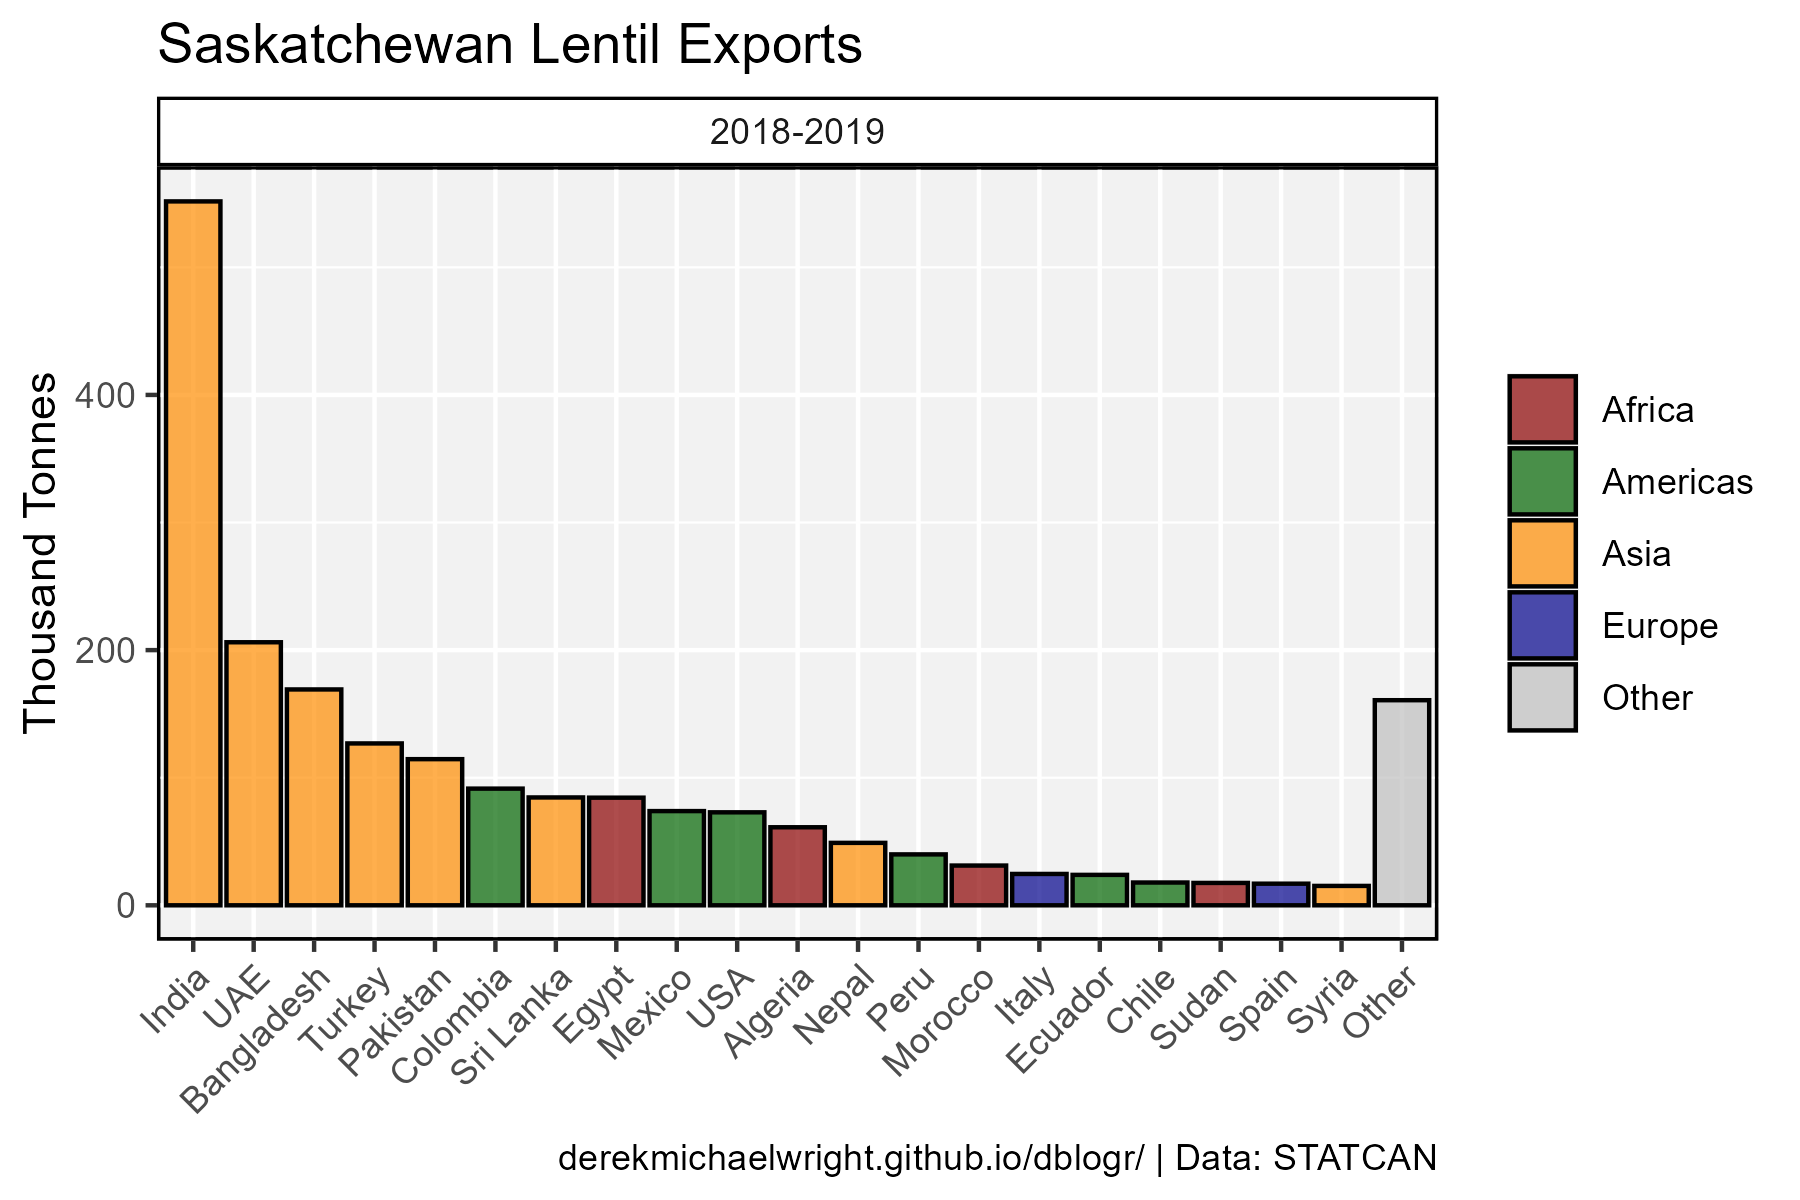 Saskatchewan Lentil Exports
2018-2019
Thousand Tonnes
400
200
0
India
UAE
Bangladesh
Turkey
Pakistan
Colombia
Sri Lanka
Egypt
Mexico
USA
Algeria
Nepal
Peru
Morocco
Italy
Ecuador
Chile
Sudan
Spain
Syria
Other
Africa
Americas
Asia
Europe
Other
derekmichaelwright.github.io/dblogr/ | Data: STATCAN